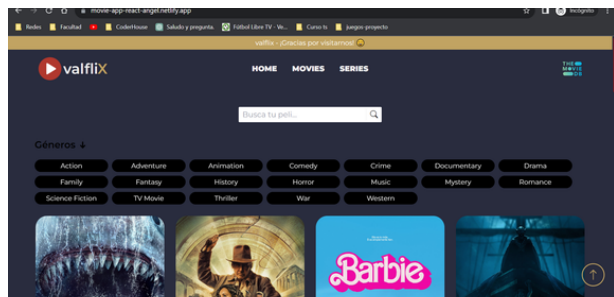 movie-app-react-angel.netlify.app
Incógnito
Redes Facultad CoderHouse Saludo y pregunta. Fútbol Libre TV - Ve... Curso ts juegos-proyecto
valflix - ¡Gracias por visitarnos!
valfliX HOME MOVIES SERIES THE MOVIE DB
Busca tu peli...
Géneros ↓
Action Adventure Animation Comedy Crime Documentary Drama
Family Fantasy History Horror Music Mystery Romance
Science Fiction TV Movie Thriller War Western
Barbie